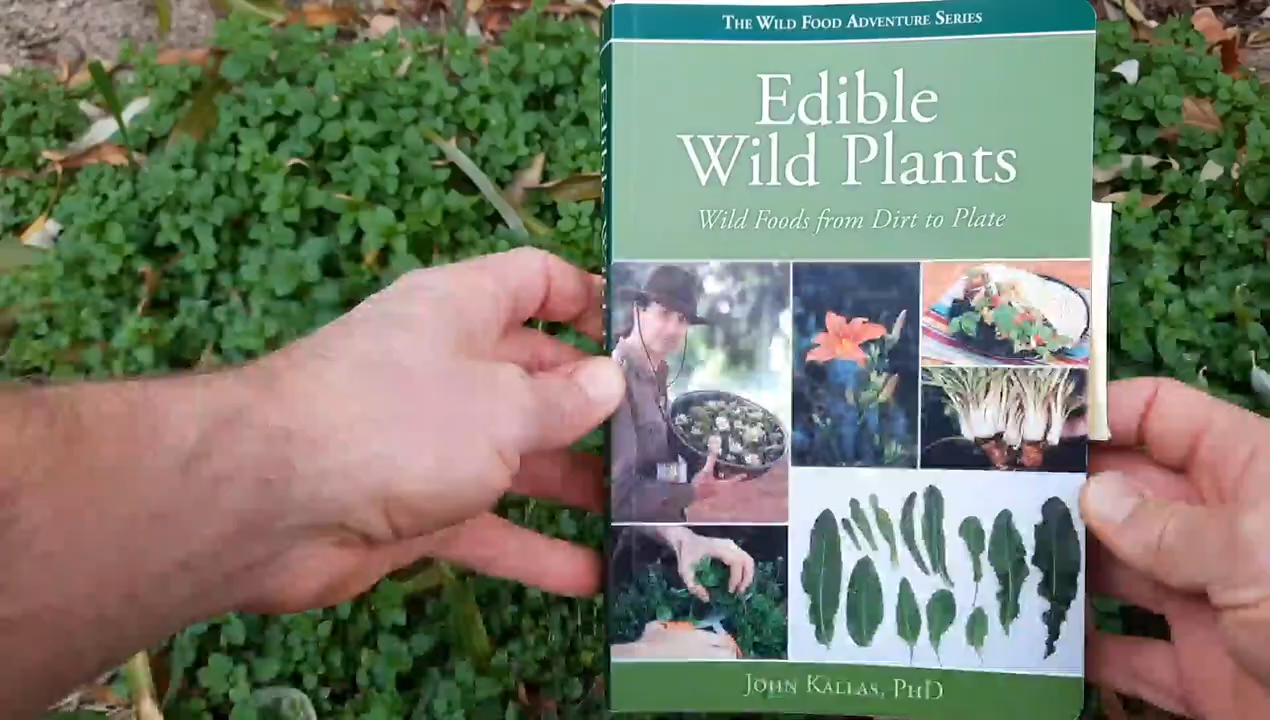 The Wild Food Adventure Series
Edible
Wild Plants
Wild Foods from Dirt to Plate
John Kallas, PhD